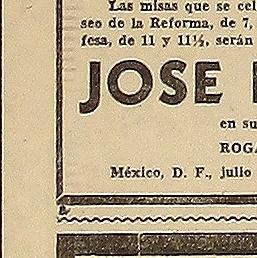 Las misas que se cel
seo de la Reforma, de 7,
fesa, de 11 y 11½, serán
JOSE
en su
ROGA
México, D. F., julio